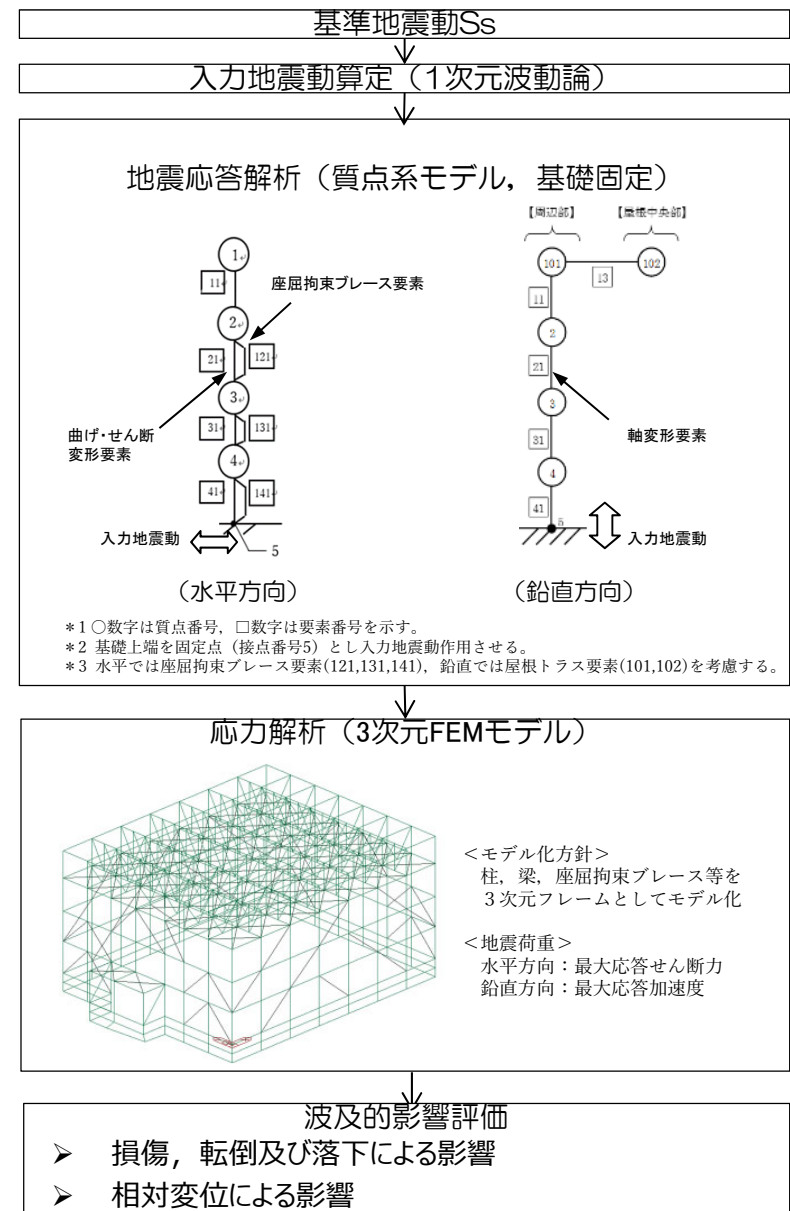 基準地震動Ss
入力地震動算定（1次元波動論）
地震応答解析（質点系モデル，基礎固定）
1
11
座屈拘束ブレース要素
2
21
121
3
曲げ・せん断
変形要素
31
131
4
41
141
入力地震動
5
（水平方向）
【周辺部】
【屋根中央部】
101
102
13
11
2
21
3
軸変形要素
31
4
41
5
入力地震動
（鉛直方向）
＊1 ○数字は質点番号，□数字は要素番号を示す。
＊2 基礎上端を固定点（接点番号5）とし入力地震動作用させる。
＊3 水平では座屈拘束ブレース要素(121,131,141)，鉛直では屋根トラス要素(101,102)を考慮する。
応力解析（3次元FEMモデル）
＜モデル化方針＞
柱，梁，座屈拘束ブレース等を
３次元フレームとしてモデル化
＜地震荷重＞
水平方向：最大応答せん断力
鉛直方向：最大応答加速度
波及的影響評価
➢ 損傷，転倒及び落下による影響
➢ 相対変位による影響